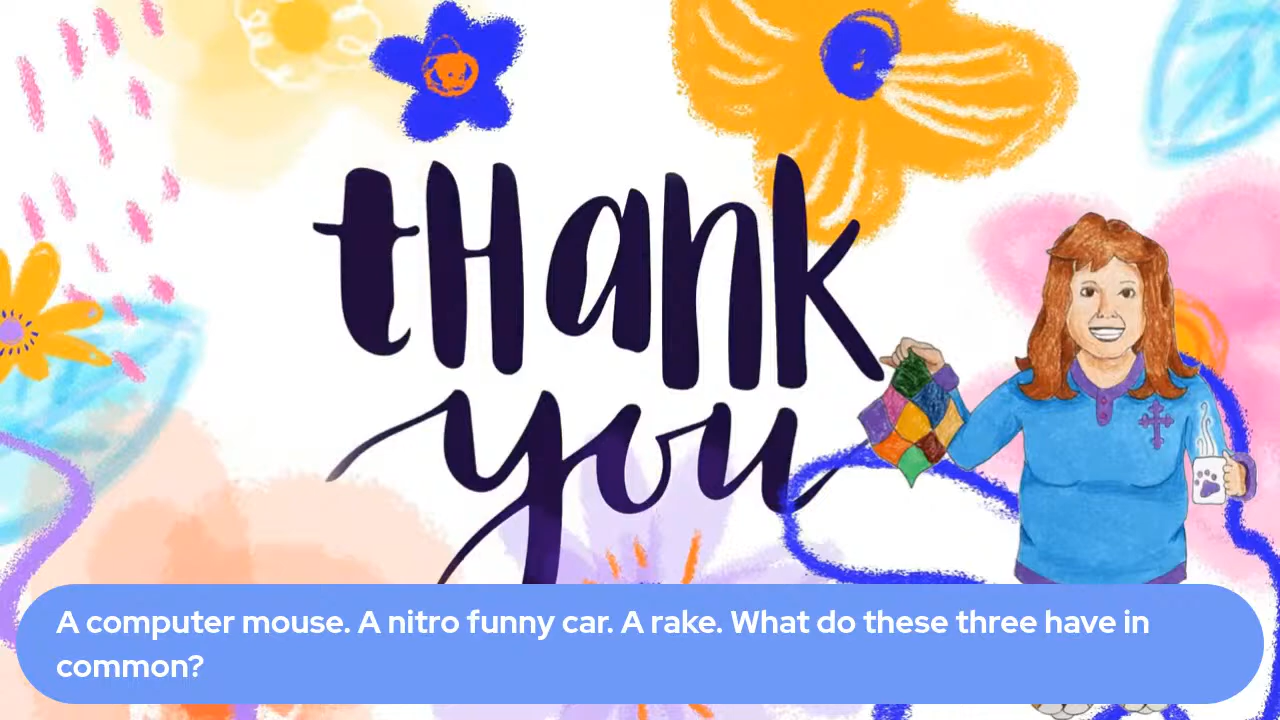 tHank
you
A computer mouse. A nitro funny car. A rake. What do these three have in
common?